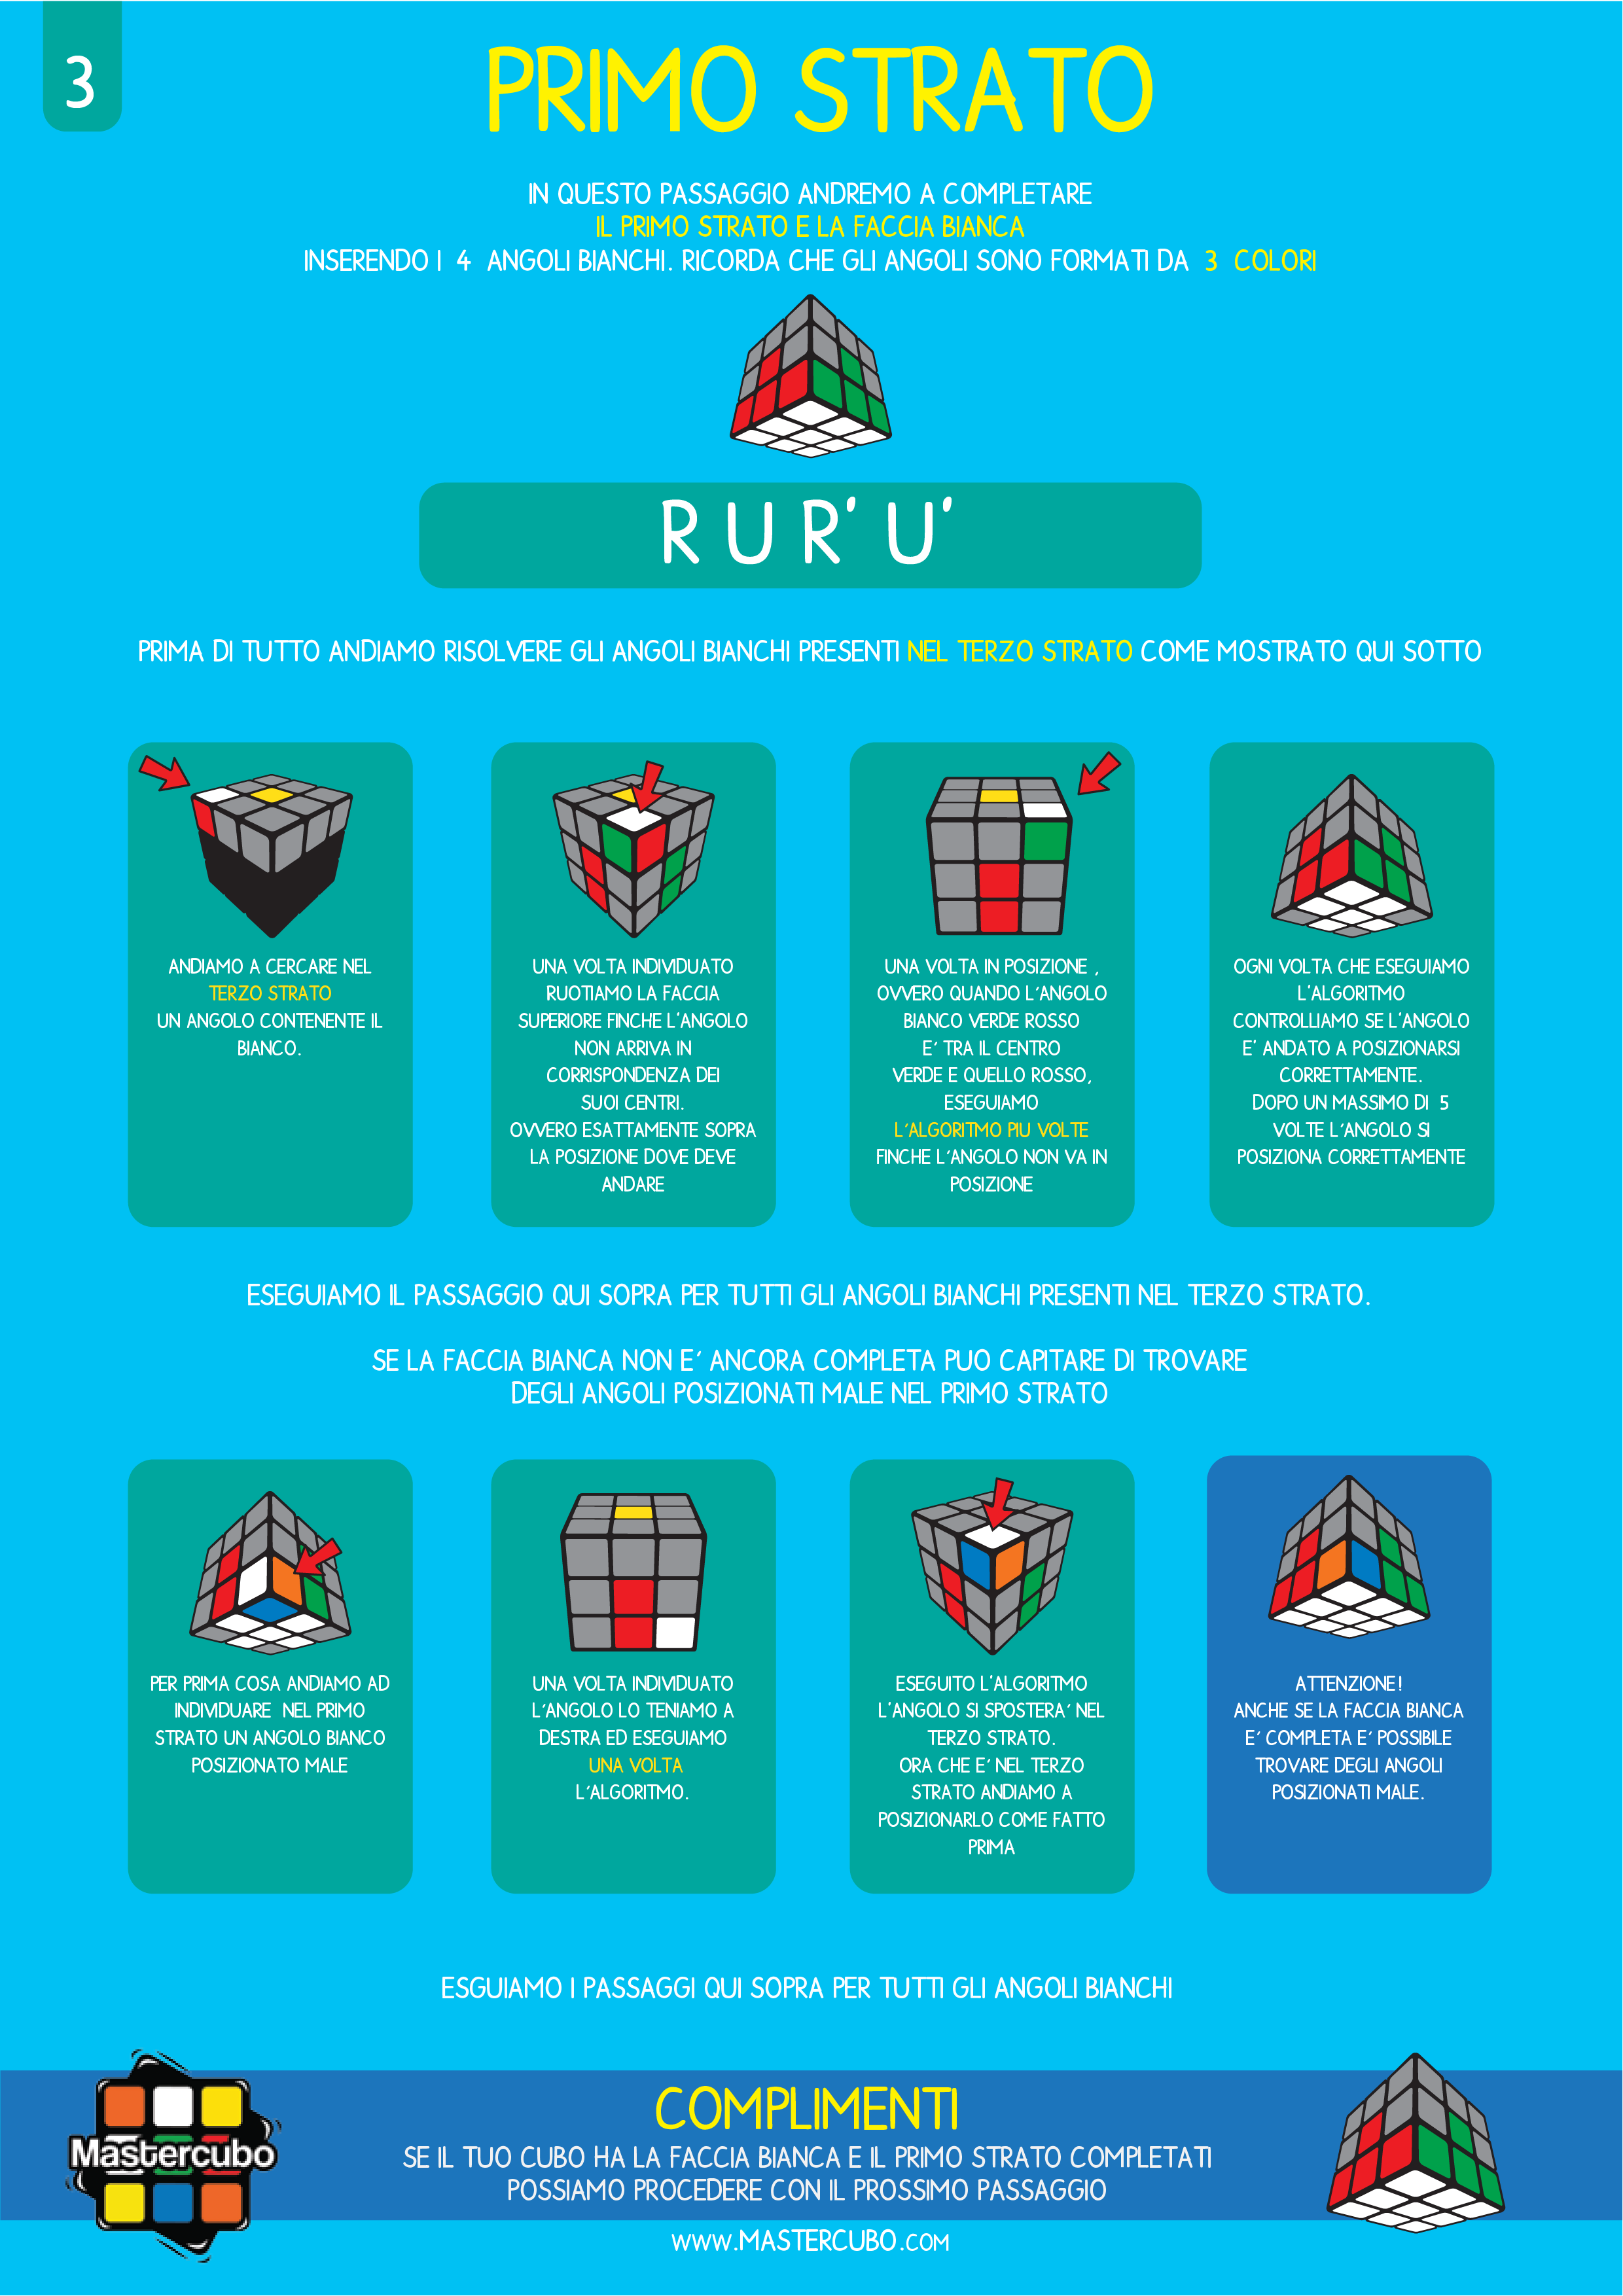 3
PRIMO STRATO
IN QUESTO PASSAGGIO ANDREMO A COMPLETARE
IL PRIMO STRATO E LA FACCIA BIANCA
INSERENDO I 4 ANGOLI BIANCHI. RICORDA CHE GLI ANGOLI SONO FORMATI DA 3 COLORI
R U R' U'
PRIMA DI TUTTO ANDIAMO RISOLVERE GLI ANGOLI BIANCHI PRESENTI NEL TERZO STRATO COME MOSTRATO QUI SOTTO
ANDIAMO A CERCARE NEL
TERZO STRATO
UN ANGOLO CONTENENTE IL
BIANCO.
UNA VOLTA INDIVIDUATO
RUOTIAMO LA FACCIA
SUPERIORE FINCHE L'ANGOLO
NON ARRIVA IN
CORRISPONDENZA DEI
SUOI CENTRI.
OVVERO ESATTAMENTE SOPRA
LA POSIZIONE DOVE DEVE
ANDARE
UNA VOLTA IN POSIZIONE ,
OVVERO QUANDO L´ANGOLO
BIANCO VERDE ROSSO
E´ TRA IL CENTRO
VERDE E QUELLO ROSSO,
ESEGUIAMO
L´ALGORITMO PIU VOLTE
FINCHE L´ANGOLO NON VA IN
POSIZIONE
OGNI VOLTA CHE ESEGUIAMO
L'ALGORITMO
CONTROLLIAMO SE L'ANGOLO
E' ANDATO A POSIZIONARSI
CORRETTAMENTE.
DOPO UN MASSIMO DI 5
VOLTE L´ANGOLO SI
POSIZIONA CORRETTAMENTE
ESEGUIAMO IL PASSAGGIO QUI SOPRA PER TUTTI GLI ANGOLI BIANCHI PRESENTI NEL TERZO STRATO.
SE LA FACCIA BIANCA NON E´ ANCORA COMPLETA PUO CAPITARE DI TROVARE
DEGLI ANGOLI POSIZIONATI MALE NEL PRIMO STRATO
PER PRIMA COSA ANDIAMO AD
INDIVIDUARE NEL PRIMO
STRATO UN ANGOLO BIANCO
POSIZIONATO MALE
UNA VOLTA INDIVIDUATO
L´ANGOLO LO TENIAMO A
DESTRA ED ESEGUIAMO
UNA VOLTA
L´ALGORITMO.
ESEGUITO L'ALGORITMO
L'ANGOLO SI SPOSTERA´ NEL
TERZO STRATO.
ORA CHE E´ NEL TERZO
STRATO ANDIAMO A
POSIZIONARLO COME FATTO
PRIMA
ATTENZIONE!
ANCHE SE LA FACCIA BIANCA
E´ COMPLETA E´ POSSIBILE
TROVARE DEGLI ANGOLI
POSIZIONATI MALE.
ESGUIAMO I PASSAGGI QUI SOPRA PER TUTTI GLI ANGOLI BIANCHI
Mastercubo
COMPLIMENTI
SE IL TUO CUBO HA LA FACCIA BIANCA E IL PRIMO STRATO COMPLETATI
POSSIAMO PROCEDERE CON IL PROSSIMO PASSAGGIO
WWW.MASTERCUBO.COM